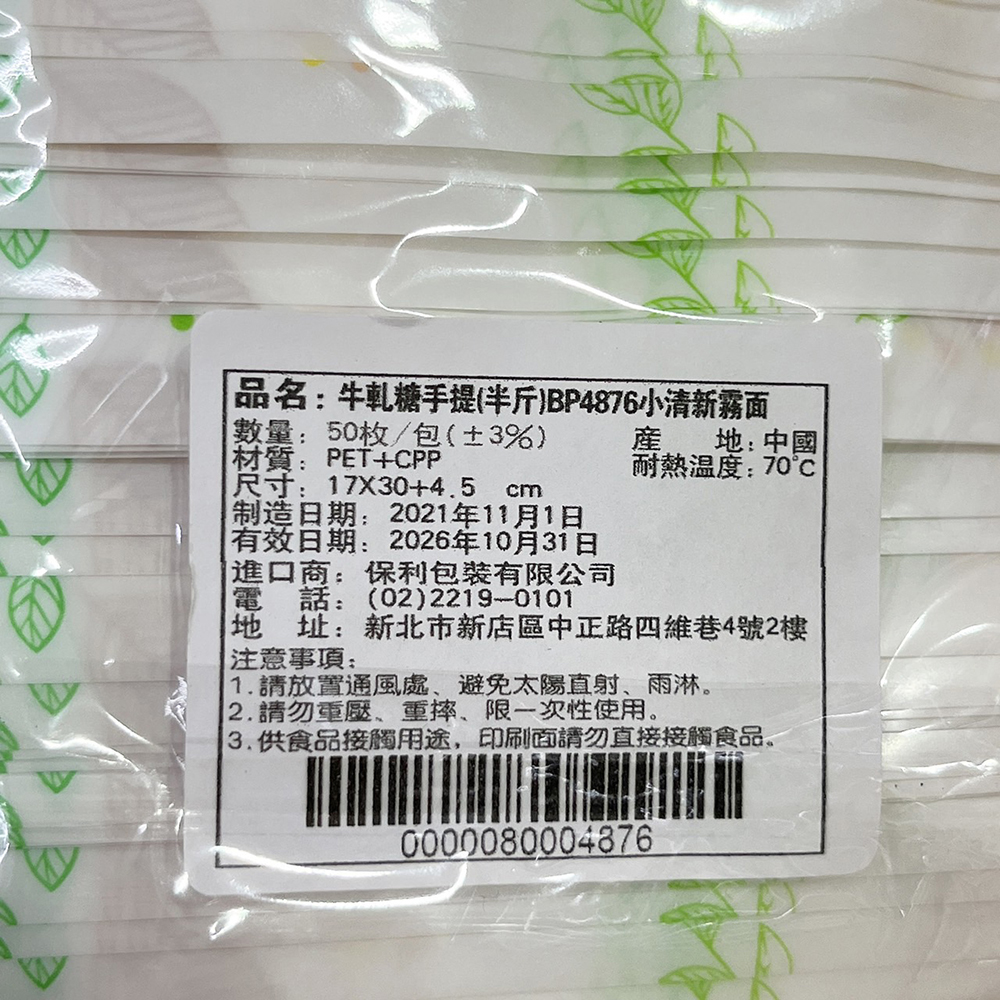 品名：牛軋糖手提(半斤)BP4876小清新霧面
數量：50枚/包(±3%) 產 地：中國
材質：PET+CPP 耐熱溫度：70℃
尺寸：17X30+4.5 cm
制造日期：2021年11月1日
有效日期：2026年10月31日
進口商：保利包裝有限公司
電 話：(02)2219-0101
地 址：新北市新店區中正路四維巷4號2樓
注意事項：
1.請放置通風處、避免太陽直射、雨淋。
2.請勿重壓、重摔、限一次性使用。
3.供食品接觸用途，印刷面請勿直接接觸食品。
0000080004876